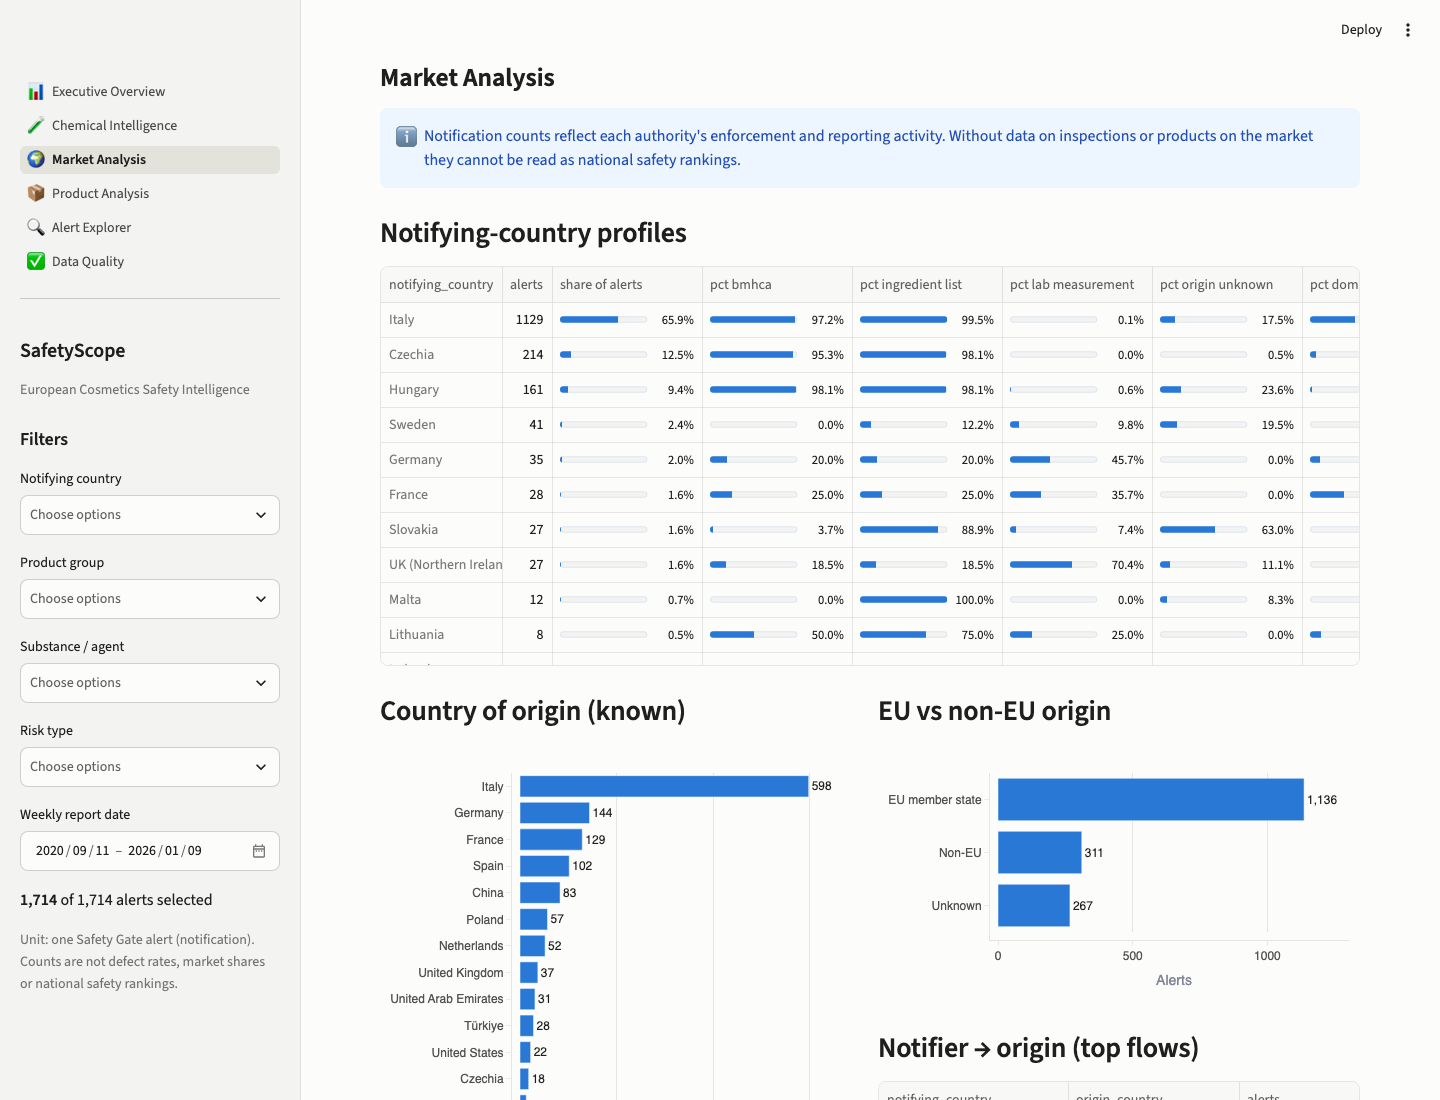 Deploy
Executive Overview
Chemical Intelligence
Market Analysis
Product Analysis
Alert Explorer
Data Quality
SafetyScope
European Cosmetics Safety Intelligence
Filters
Notifying country
Choose options
Product group
Choose options
Substance / agent
Choose options
Risk type
Choose options
Weekly report date
2020/09/11 – 2026/01/09
1,714 of 1,714 alerts selected
Unit: one Safety Gate alert (notification).
Counts are not defect rates, market shares
or national safety rankings.
Market Analysis
Notification counts reflect each authority's enforcement and reporting activity. Without data on inspections or products on the market
they cannot be read as national safety rankings.
Notifying-country profiles
notifying_country alerts share of alerts pct bmhca pct ingredient list pct lab measurement pct origin unknown pct dom
Italy 1129 65.9% 97.2% 99.5% 0.1% 17.5%
Czechia 214 12.5% 95.3% 98.1% 0.0% 0.5%
Hungary 161 9.4% 98.1% 98.1% 0.6% 23.6%
Sweden 41 2.4% 0.0% 12.2% 9.8% 19.5%
Germany 35 2.0% 20.0% 20.0% 45.7% 0.0%
France 28 1.6% 25.0% 25.0% 35.7% 0.0%
Slovakia 27 1.6% 3.7% 88.9% 7.4% 63.0%
UK (Northern Irelan 27 1.6% 18.5% 18.5% 70.4% 11.1%
Malta 12 0.7% 0.0% 100.0% 0.0% 8.3%
Lithuania 8 0.5% 50.0% 75.0% 25.0% 0.0%
Country of origin (known)
Italy 598
Germany 144
France 129
Spain 102
China 83
Poland 57
Netherlands 52
United Kingdom 37
United Arab Emirates 31
Türkiye 28
United States 22
Czechia 18
EU vs non-EU origin
EU member state 1,136
Non-EU 311
Unknown 267
0 500 1000
Alerts
Notifier → origin (top flows)
notifying_country origin_country alerts